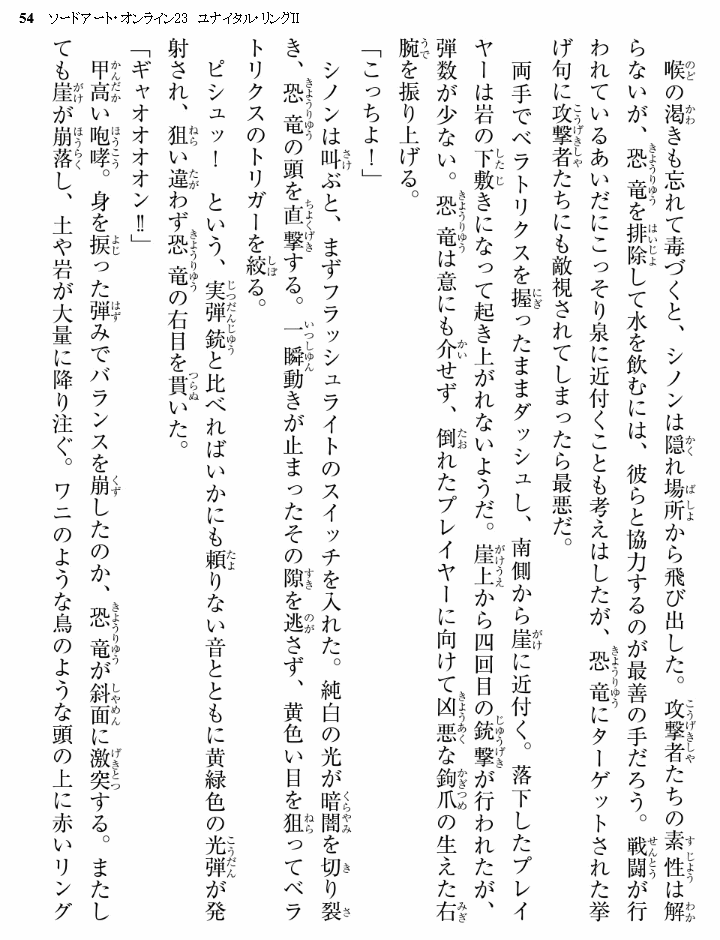 54　ソードアート・オンライン23　ユナイタル・リングⅡ
　喉の渇きも忘れて毒づくと、シノンは隠れ場所から飛び出した。攻撃者たちの素性は解
らないが、恐竜を排除して水を飲むには、彼らと協力するのが最善の手だろう。戦闘が行
われているあいだにこっそり泉に近付くことも考えはしたが、恐竜にターゲットされた挙
げ句に攻撃者たちにも敵視されてしまったら最悪だ。
　両手でベラトリクスを握ったままダッシュし、南側から崖に近付く。落下したプレイ
ヤーは岩の下敷きになって起き上がれないようだ。崖上から四回目の銃撃が行われたが、
弾数が少ない。恐竜は意にも介せず、倒れたプレイヤーに向けて凶悪な鉤爪の生えた右
腕を振り上げる。
「こっちよ！」
　シノンは叫ぶと、まずフラッシュライトのスイッチを入れた。純白の光が暗闇を切り裂
き、恐竜の頭を直撃する。一瞬動きが止まったその隙を逃さず、黄色い目を狙ってベラ
トリクスのトリガーを絞る。
　ピシュッ！　という、実弾銃と比べればいかにも頼りない音とともに黄緑色の光弾が発
射され、狙い違わず恐竜の右目を貫いた。
「ギャオオオオン‼」
　甲高い咆哮。身を捩った弾みでバランスを崩したのか、恐竜が斜面に激突する。またし
ても崖が崩落し、土や岩が大量に降り注ぐ。ワニのような鳥のような頭の上に赤いリング